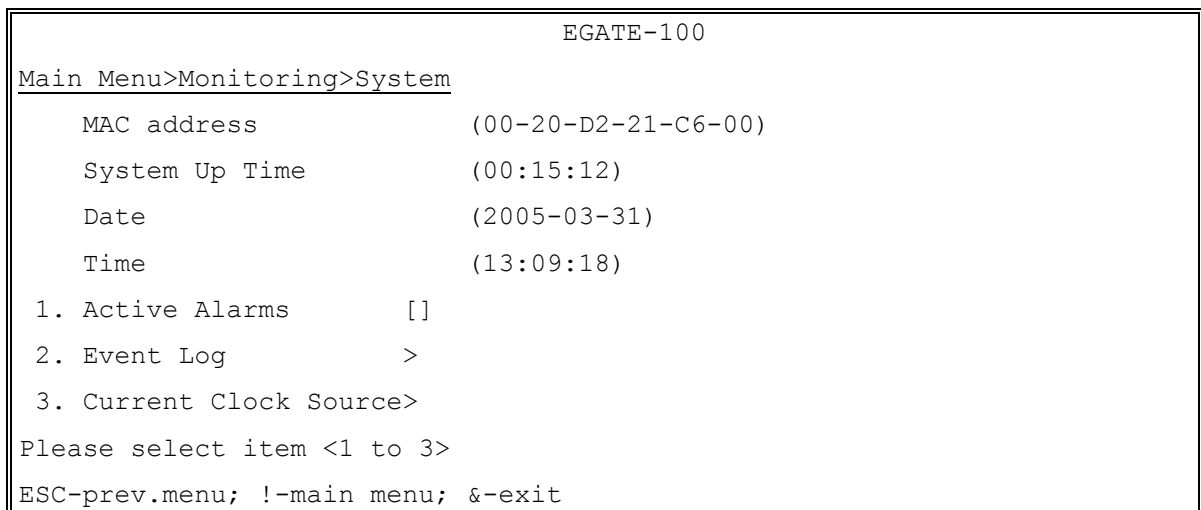 EGATE-100
Main Menu>Monitoring>System
MAC address (00-20-D2-21-C6-00)
System Up Time (00:15:12)
Date (2005-03-31)
Time (13:09:18)
1. Active Alarms []
2. Event Log >
3. Current Clock Source>
Please select item <1 to 3>
ESC-prev.menu; !-main menu; &-exit